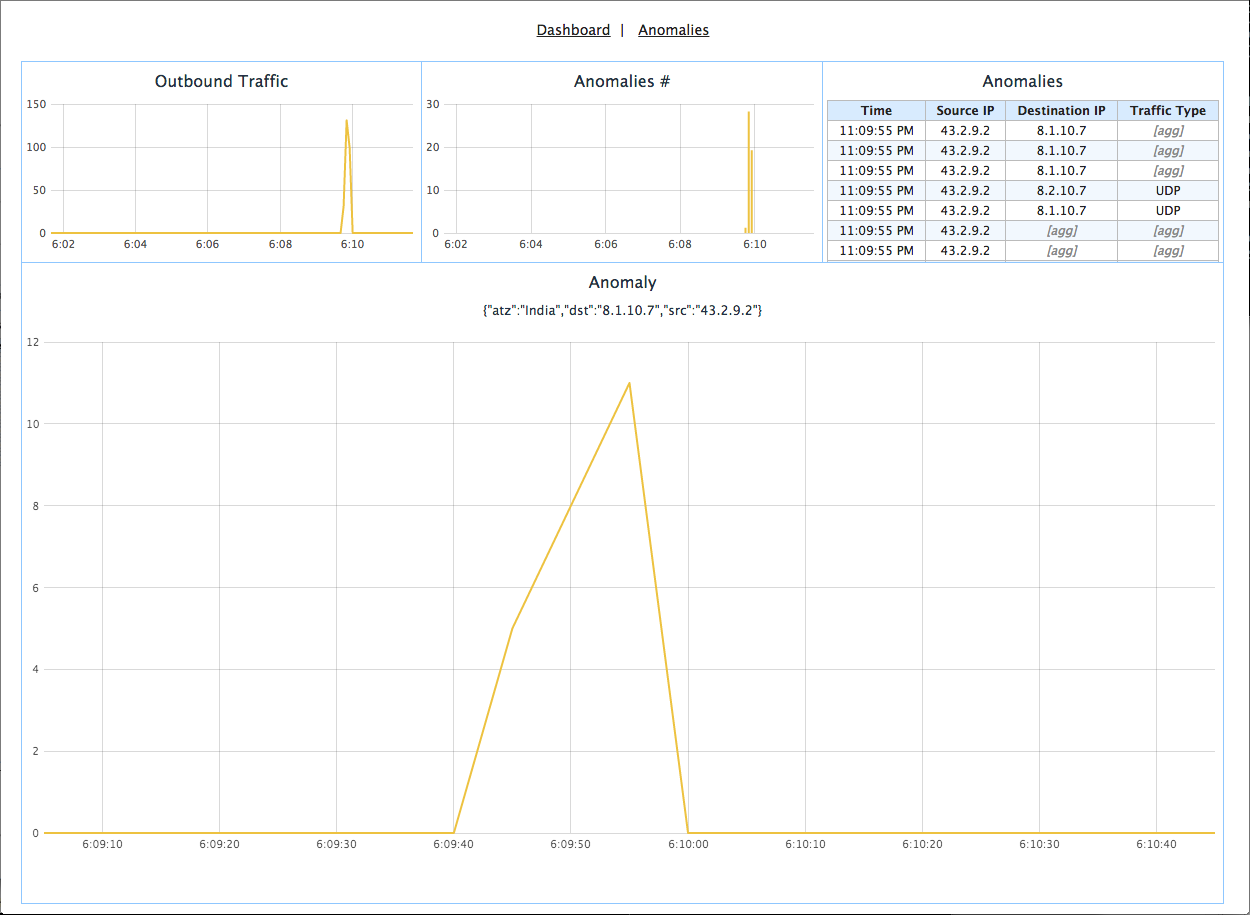 Dashboard | Anomalies
Outbound Traffic
150
100
50
0
6:02 6:04 6:06 6:08 6:10
Anomalies #
30
20
10
0
6:02 6:04 6:06 6:08 6:10
Anomalies
Time Source IP Destination IP Traffic Type
11:09:55 PM 43.2.9.2 8.1.10.7 [agg]
11:09:55 PM 43.2.9.2 8.1.10.7 [agg]
11:09:55 PM 43.2.9.2 8.1.10.7 [agg]
11:09:55 PM 43.2.9.2 8.2.10.7 UDP
11:09:55 PM 43.2.9.2 8.1.10.7 UDP
11:09:55 PM 43.2.9.2 [agg] [agg]
11:09:55 PM 43.2.9.2 [agg] [agg]
Anomaly
{"atz":"India","dst":"8.1.10.7","src":"43.2.9.2"}
12
10
8
6
4
2
0
6:09:10 6:09:20 6:09:30 6:09:40 6:09:50 6:10:00 6:10:10 6:10:20 6:10:30 6:10:40